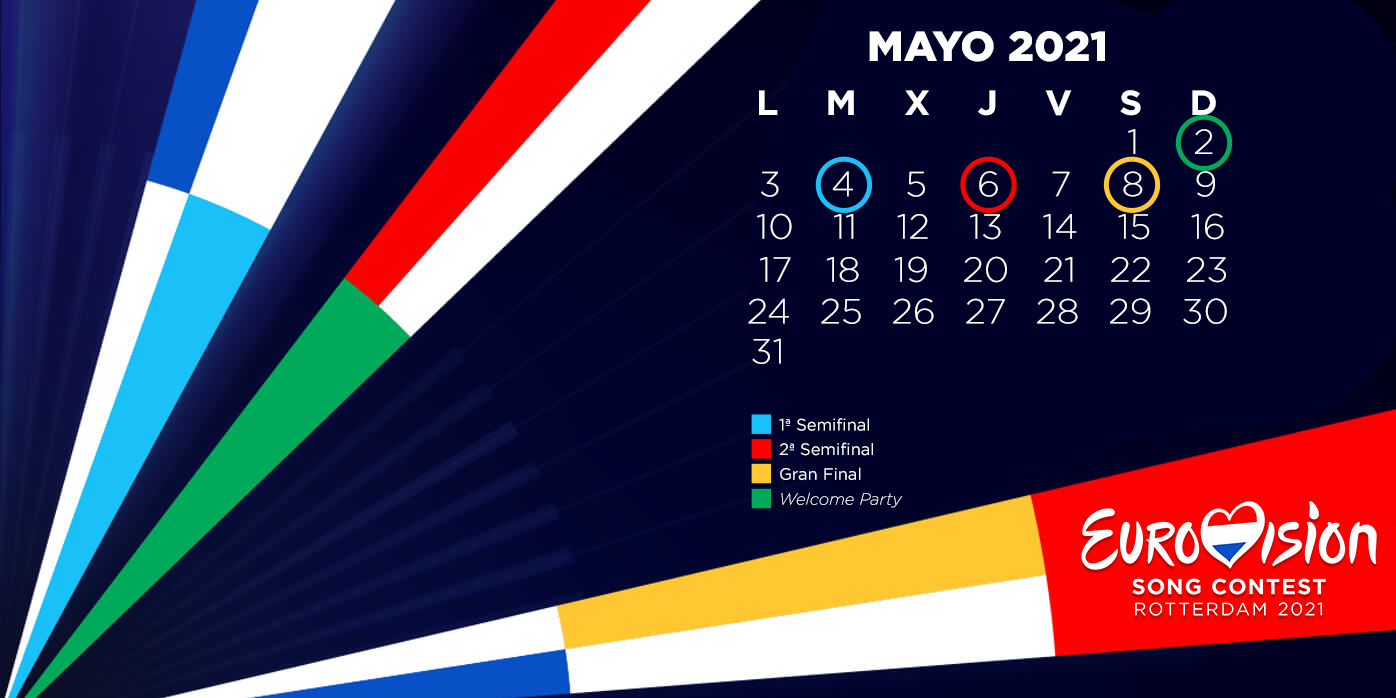 MAYO 2021
L M X J V S D
1 2
3 4 5 6 7 8 9
10 11 12 13 14 15 16
17 18 19 20 21 22 23
24 25 26 27 28 29 30
31
1ª Semifinal
2ª Semifinal
Gran Final
Welcome Party
EUROVISION
SONG CONTEST
ROTTERDAM 2021